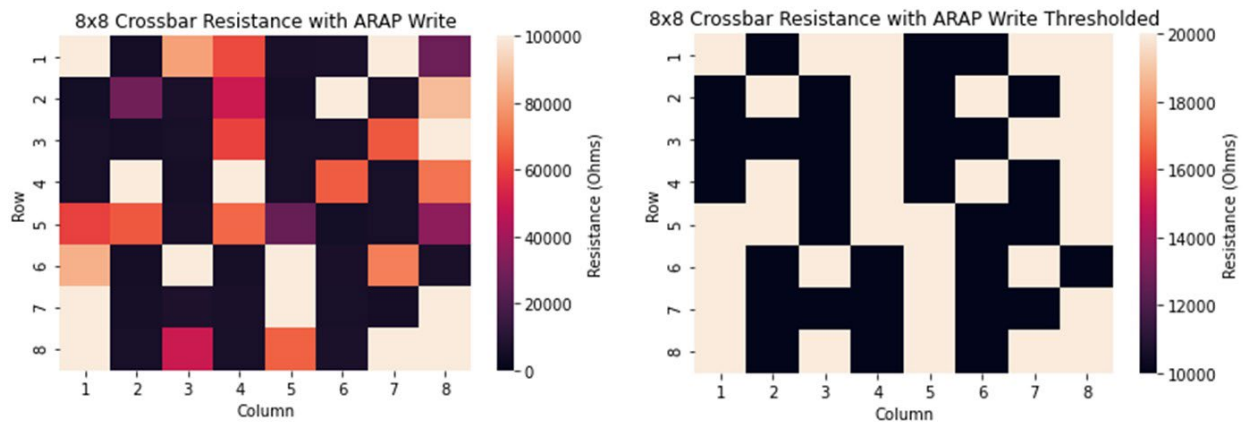 8x8 Crossbar Resistance with ARAP Write
100000
80000
60000
40000
20000
0
Resistance (Ohms)
Row
1
2
3
4
5
6
7
8
1 2 3 4 5 6 7 8
Column
8x8 Crossbar Resistance with ARAP Write Thresholded
20000
18000
16000
14000
12000
10000
Resistance (Ohms)
Row
1
2
3
4
5
6
7
8
1 2 3 4 5 6 7 8
Column